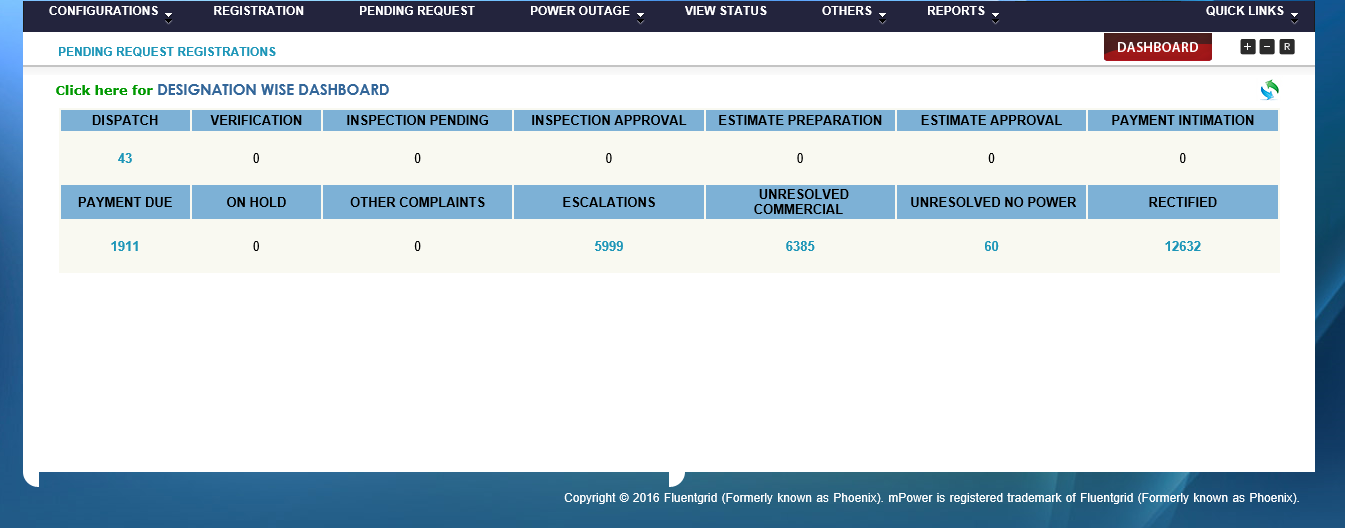 CONFIGURATIONS REGISTRATION PENDING REQUEST POWER OUTAGE VIEW STATUS OTHERS REPORTS QUICK LINKS
PENDING REQUEST REGISTRATIONS DASHBOARD + - R
Click here for DESIGNATION WISE DASHBOARD
DISPATCH VERIFICATION INSPECTION PENDING INSPECTION APPROVAL ESTIMATE PREPARATION ESTIMATE APPROVAL PAYMENT INTIMATION
43 0 0 0 0 0 0
PAYMENT DUE ON HOLD OTHER COMPLAINTS ESCALATIONS UNRESOLVED COMMERCIAL UNRESOLVED NO POWER RECTIFIED
1911 0 0 5999 6385 60 12632
Copyright © 2016 Fluentgrid (Formerly known as Phoenix). mPower is registered trademark of Fluentgrid (Formerly known as Phoenix).